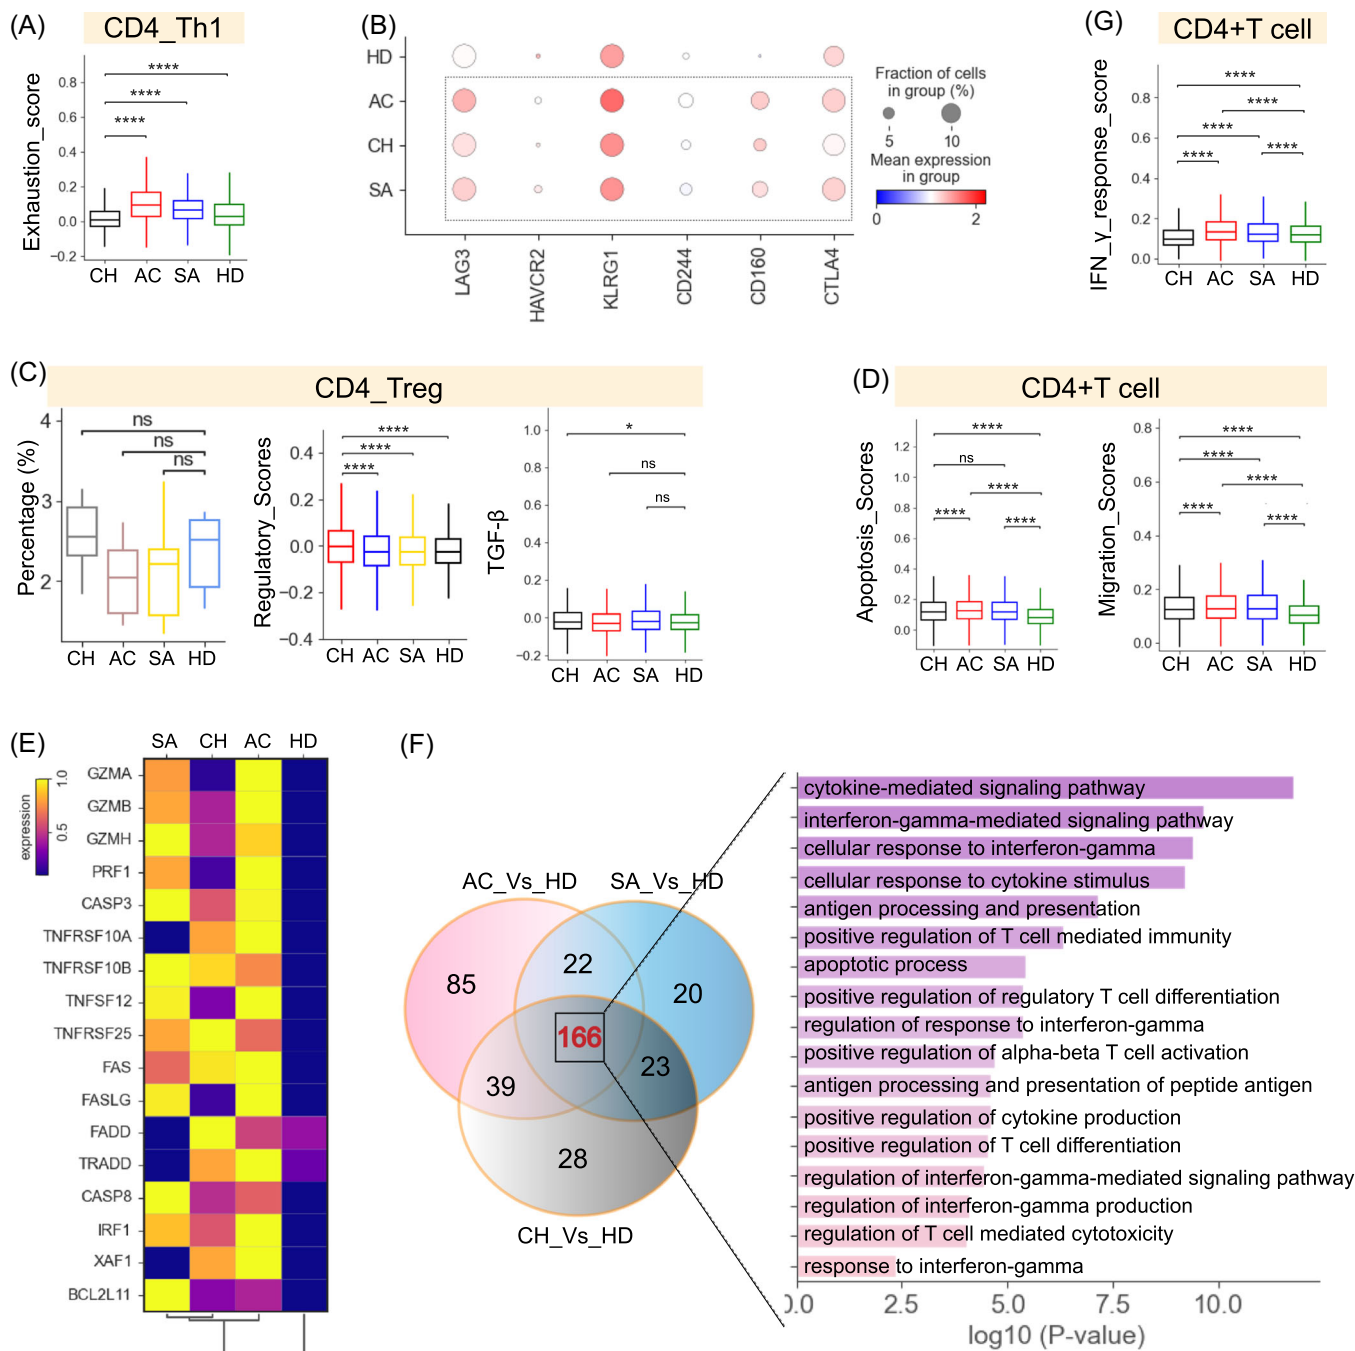 (A)
CD4_Th1
Exhaustion_score
0.8
0.6
0.4
0.2
0.0
−0.2
****
****
****
CH AC SA HD
(B)
HD
AC
CH
SA
LAG3
HAVCR2
KLRG1
CD244
CD160
CTLA4
Fraction of cells
in group (%)
5 10
Mean expression
in group
0 2
(G)
CD4+T cell
IFN_γ_response_score
0.8
0.6
0.4
0.2
0.0
****
****
****
**** ****
CH AC SA HD
(C)
CD4_Treg
Percentage (%)
4
3
2
ns
ns
ns
CH AC SA HD
Regulatory_Scores
0.4
0.2
0.0
−0.2
−0.4
****
****
****
CH AC SA HD
TGF-β
1.0
0.8
0.6
0.4
0.2
0.0
−0.2
*
ns
ns
CH AC SA HD
(D)
CD4+T cell
Apoptosis_Scores
1.2
1.0
0.8
0.6
0.4
0.2
0.0
****
ns
****
**** ****
CH AC SA HD
Migration_Scores
0.8
0.6
0.4
0.2
0.0
****
****
****
**** ****
CH AC SA HD
(E)
SA CH AC HD
expression
1.0
0.5
GZMA
GZMB
GZMH
PRF1
CASP3
TNFRSF10A
TNFRSF10B
TNFSF12
TNFRSF25
FAS
FASLG
FADD
TRADD
CASP8
IRF1
XAF1
BCL2L11
(F)
AC_Vs_HD SA_Vs_HD
85 22 20
166
39 23
28
CH_Vs_HD
cytokine-mediated signaling pathway
interferon-gamma-mediated signaling pathway
cellular response to interferon-gamma
cellular response to cytokine stimulus
antigen processing and presentation
positive regulation of T cell mediated immunity
apoptotic process
positive regulation of regulatory T cell differentiation
regulation of response to interferon-gamma
positive regulation of alpha-beta T cell activation
antigen processing and presentation of peptide antigen
positive regulation of cytokine production
positive regulation of T cell differentiation
regulation of interferon-gamma-mediated signaling pathway
regulation of interferon-gamma production
regulation of T cell mediated cytotoxicity
response to interferon-gamma
0.0 2.5 5.0 7.5 10.0
log10 (P-value)